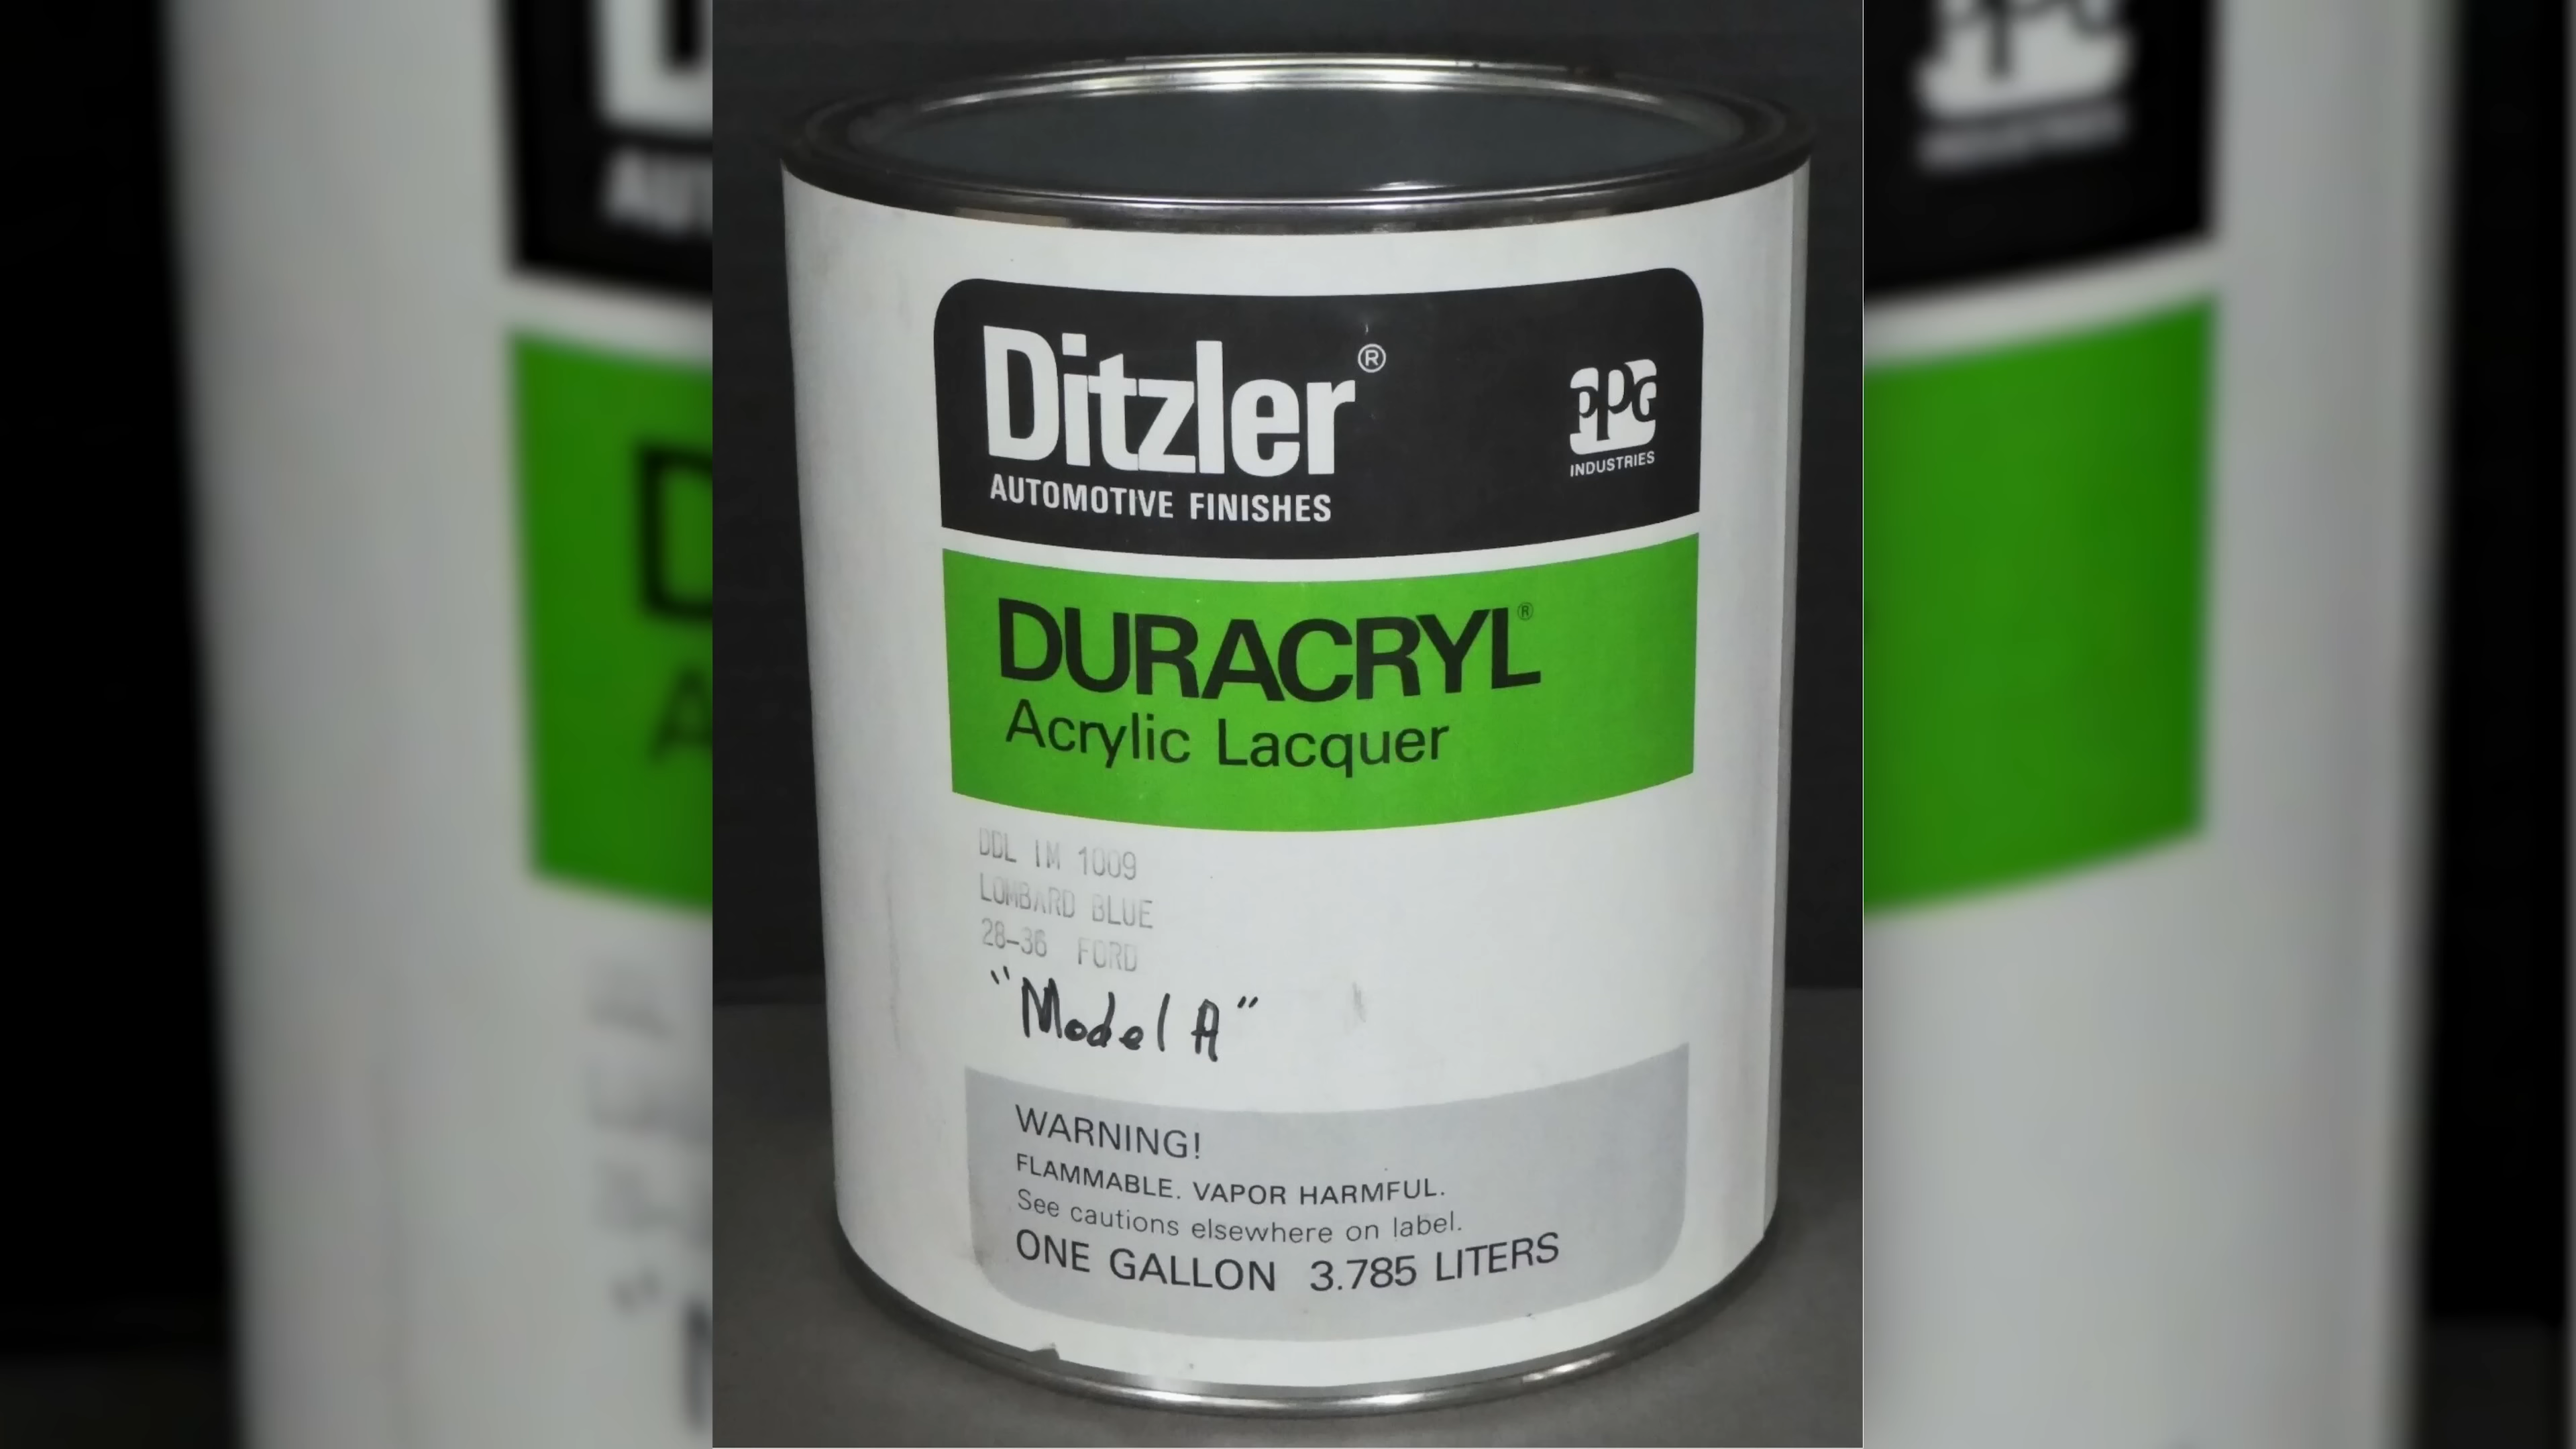 Ditzler®
AUTOMOTIVE FINISHES
PPG
INDUSTRIES
DURACRYL®
Acrylic Lacquer
DDL IM 1009
LOMBARD BLUE
28-36 FORD
"Model A"
WARNING!
FLAMMABLE. VAPOR HARMFUL.
See cautions elsewhere on label.
ONE GALLON 3.785 LITERS